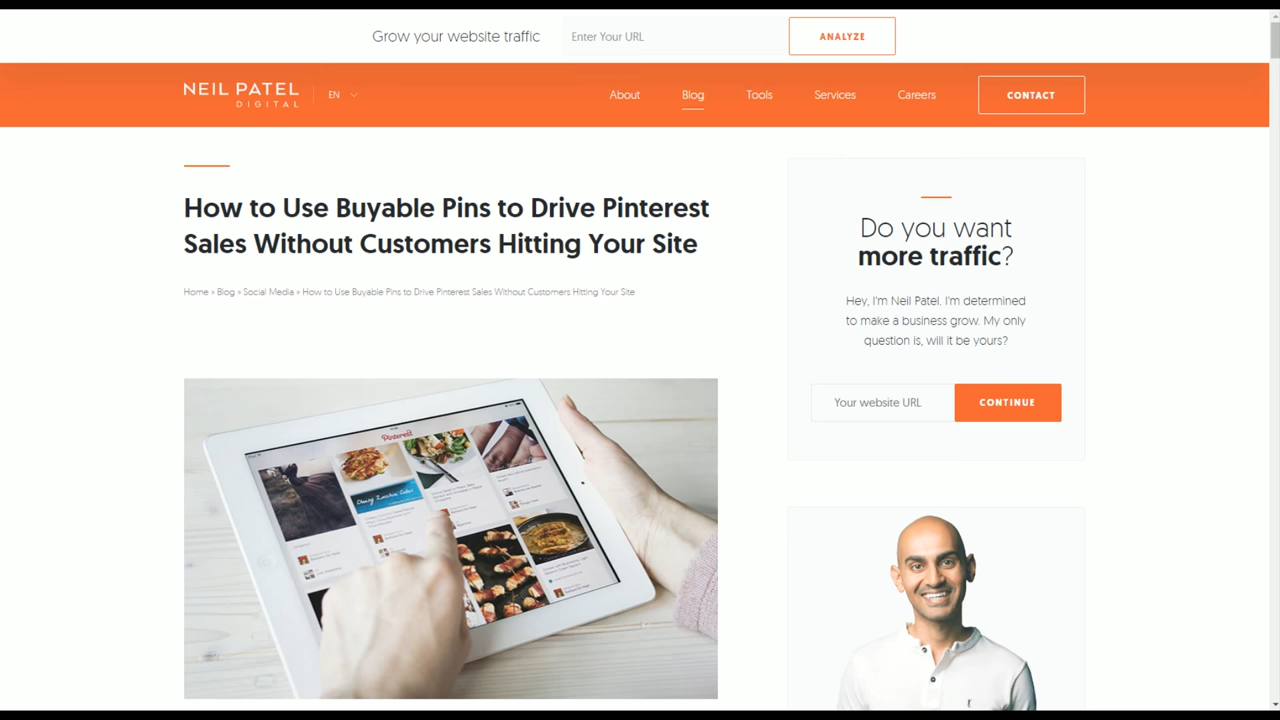 Grow your website traffic
Enter Your URL
ANALYZE
NEIL PATEL
DIGITAL
EN
About
Blog
Tools
Services
Careers
CONTACT
How to Use Buyable Pins to Drive Pinterest
Sales Without Customers Hitting Your Site
Home » Blog » Social Media » How to Use Buyable Pins to Drive Pinterest Sales Without Customers Hitting Your Site
Pinterest
Do you want
more traffic?
Hey, I'm Neil Patel. I'm determined
to make a business grow. My only
question is, will it be yours?
Your website URL
CONTINUE